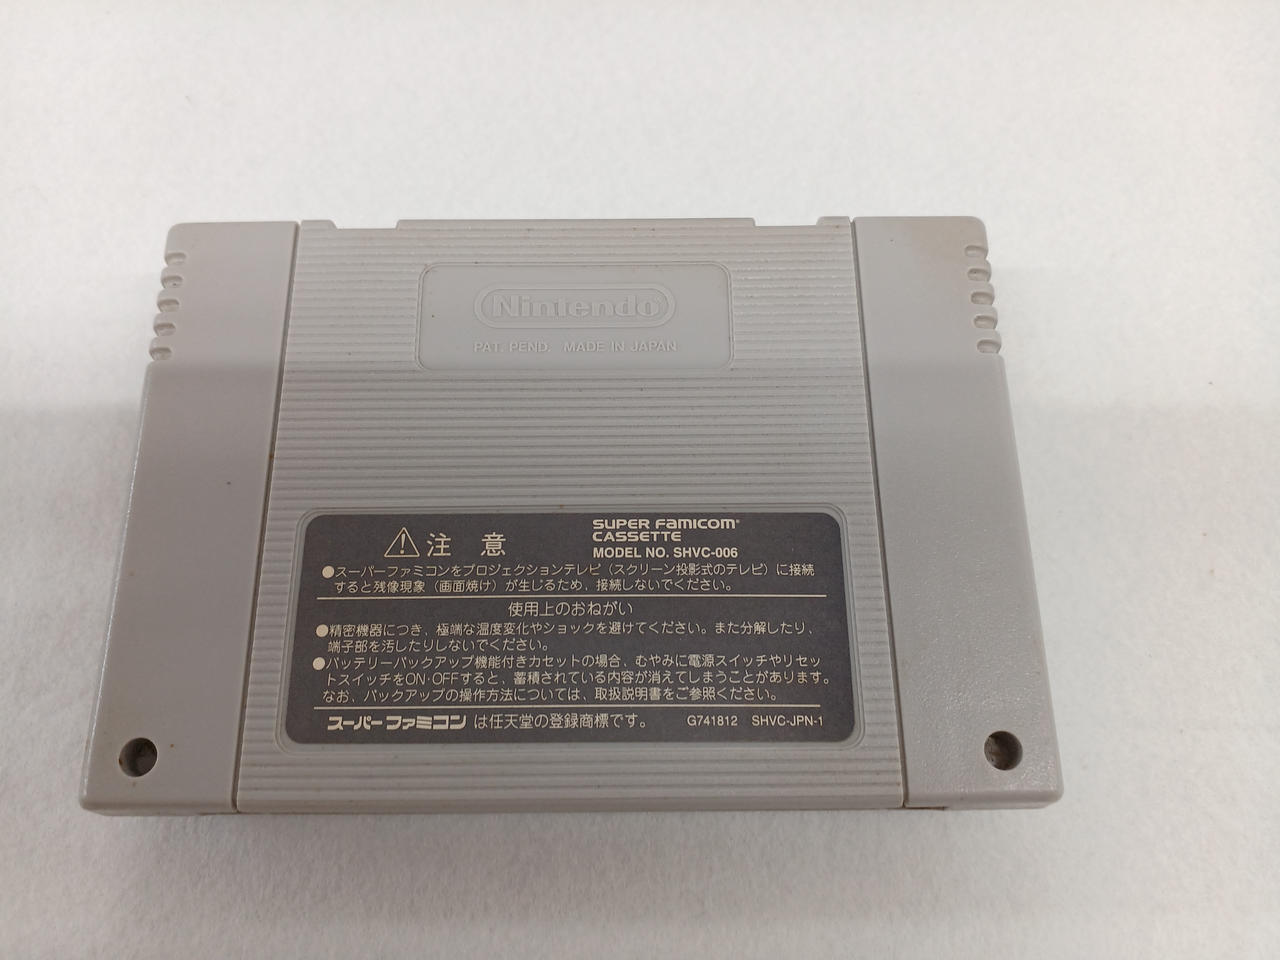 Nintendo
PAT. PEND. MADE IN JAPAN
注 意
SUPER FAMICOM
CASSETTE
MODEL NO. SHVC-006
●スーパーファミコンをプロジェクションテレビ（スクリーン投影式のテレビ）に接続
すると残像現象（画面焼け）が生じるため、接続しないでください。
使用上のおねがい
●精密機器につき、極端な温度変化やショックを避けてください。また分解したり、
端子部を汚したりしないでください。
●バッテリーバックアップ機能付きカセットの場合、むやみに電源スイッチやリセッ
トスイッチをON·OFFすると、蓄積されている内容が消えてしまうことがあります。
なお、バックアップの操作方法については、取扱説明書をご参照ください。
スーパーファミコン は任天堂の登録商標です。 G741812 SHVC-JPN-1